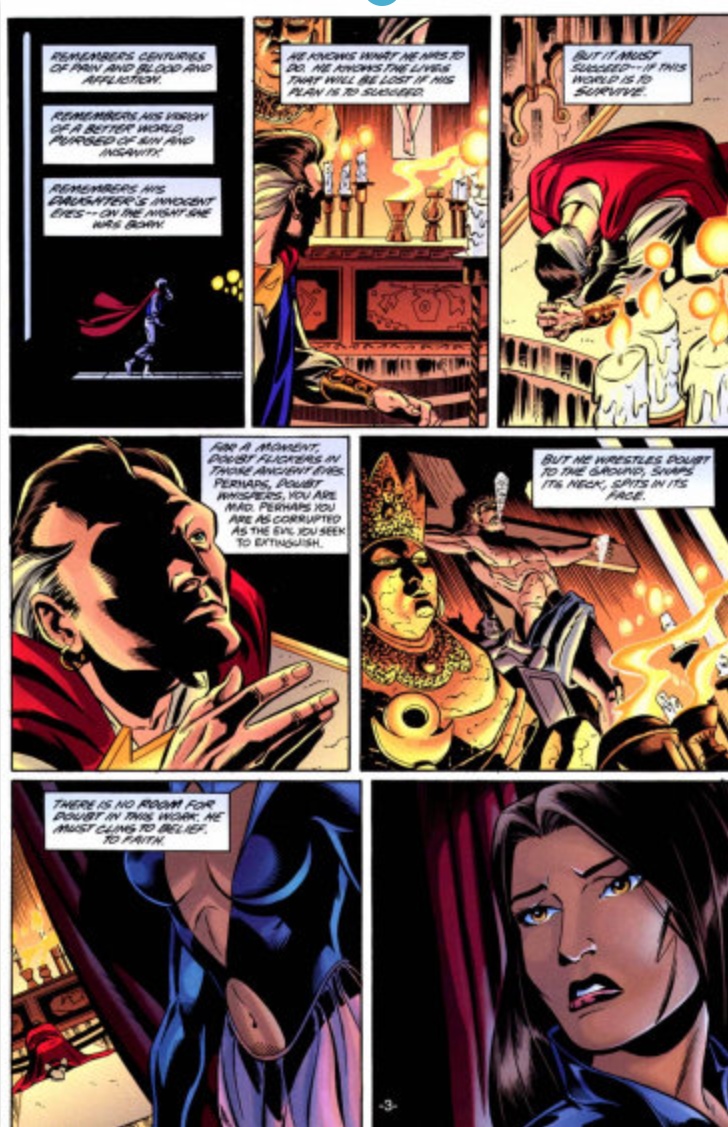 REMEMBERS CENTURIES
OF PAIN AND BLOOD AND
AFFLICTION.
REMEMBERS HIS VISION
OF A BETTER WORLD,
PURGED OF SIN AND
INSANITY.
REMEMBERS HIS
DAUGHTER'S INNOCENT
EYES -- ON THE NIGHT SHE
WAS BORN.
HE KNOWS WHAT HE HAS TO
DO. HE KNOWS THE LIVES
THAT WILL BE LOST IF HIS
PLAN IS TO SUCCEED.
BUT IT MUST
SUCCEED -- IF THIS
WORLD IS TO
SURVIVE.
FOR A MOMENT,
DOUBT FLICKERS IN
THOSE ANCIENT EYES.
PERHAPS, DOUBT
WHISPERS, YOU ARE
MAD. PERHAPS YOU
ARE AS CORRUPTED
AS THE EVIL YOU SEEK
TO EXTINGUISH.
BUT HE WRESTLES DOUBT
TO THE GROUND, SNAPS
ITS NECK, SPITS IN ITS
FACE.
THERE IS NO ROOM FOR
DOUBT IN THIS WORK. HE
MUST CLING TO BELIEF.
TO FAITH.
-3-